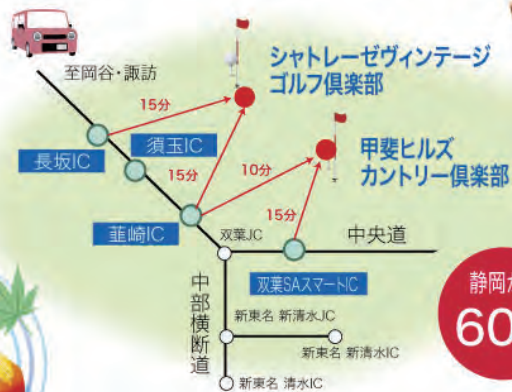 至岡谷・諏訪
シャトレーゼヴィンテージ
ゴルフ倶楽部
15分
長坂IC
須玉IC
15分
10分
甲斐ヒルズ
カントリー倶楽部
韮崎IC
15分
双葉JC
中央道
双葉SAスマートIC
中部横断道
静岡
60
新東名 新清水JC
新東名 新清水IC
新東名 清水IC